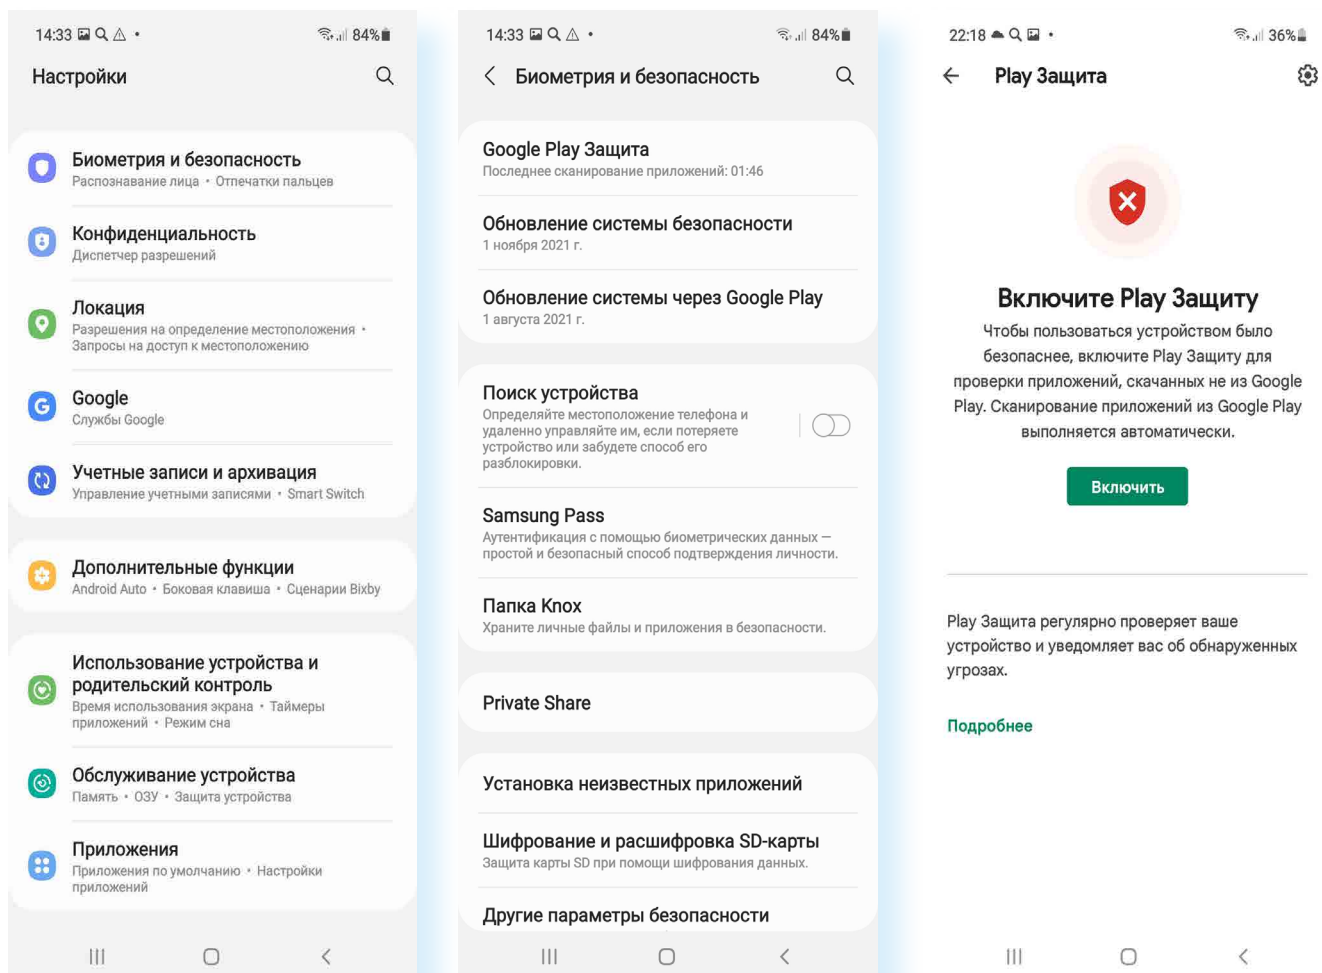 14:33
84%
Настройки
Биометрия и безопасность
Распознавание лица • Отпечатки пальцев
Конфиденциальность
Диспетчер разрешений
Локация
Разрешения на определение местоположения •
Запросы на доступ к местоположению
Google
Службы Google
Учетные записи и архивация
Управление учетными записями • Smart Switch
Дополнительные функции
Android Auto • Боковая клавиша • Сценарии Bixby
Использование устройства и
родительский контроль
Время использования экрана • Таймеры
приложений • Режим сна
Обслуживание устройства
Память • ОЗУ • Защита устройства
Приложения
Приложения по умолчанию • Настройки
приложений
14:33
84%
Биометрия и безопасность
Google Play Защита
Последнее сканирование приложений: 01:46
Обновление системы безопасности
1 ноября 2021 г.
Обновление системы через Google Play
1 августа 2021 г.
Поиск устройства
Определяйте местоположение телефона и
удаленно управляйте им, если потеряете
устройство или забудете способ его
разблокировки.
Samsung Pass
Аутентификация с помощью биометрических данных —
простой и безопасный способ подтверждения личности.
Папка Knox
Храните личные файлы и приложения в безопасности.
Private Share
Установка неизвестных приложений
Шифрование и расшифровка SD-карты
Защита карты SD при помощи шифрования данных.
Другие параметры безопасности
22:18
36%
Play Защита
Включите Play Защиту
Чтобы пользоваться устройством было
безопаснее, включите Play Защиту для
проверки приложений, скачанных не из Google
Play. Сканирование приложений из Google Play
выполняется автоматически.
Включить
Play Защита регулярно проверяет ваше
устройство и уведомляет вас об обнаруженных
угрозах.
Подробнее